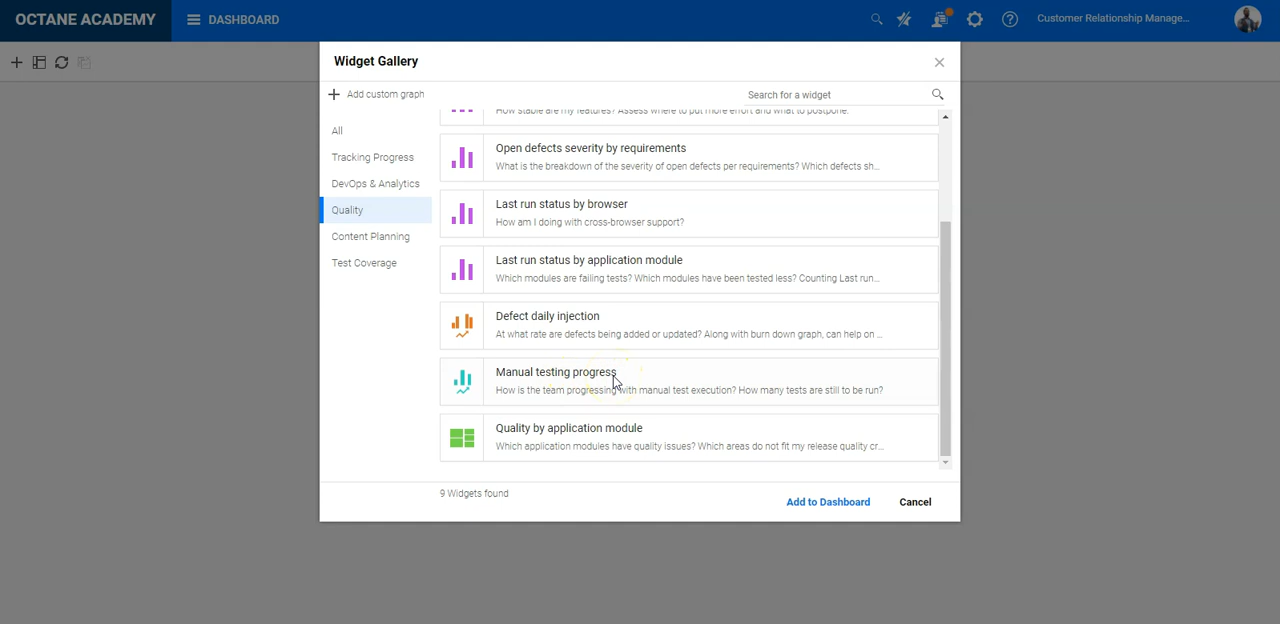 OCTANE ACADEMY
DASHBOARD
Customer Relationship Manage...
Widget Gallery
Add custom graph
Search for a widget
All
Tracking Progress
DevOps & Analytics
Quality
Content Planning
Test Coverage
How stable are my features? Assess where to put more effort and what to postpone.
Open defects severity by requirements
What is the breakdown of the severity of open defects per requirements? Which defects sh...
Last run status by browser
How am I doing with cross-browser support?
Last run status by application module
Which modules are failing tests? Which modules have been tested less? Counting Last run...
Defect daily injection
At what rate are defects being added or updated? Along with burn down graph, can help on ...
Manual testing progress
How is the team progressing with manual test execution? How many tests are still to be run?
Quality by application module
Which application modules have quality issues? Which areas do not fit my release quality cr...
9 Widgets found
Add to Dashboard
Cancel